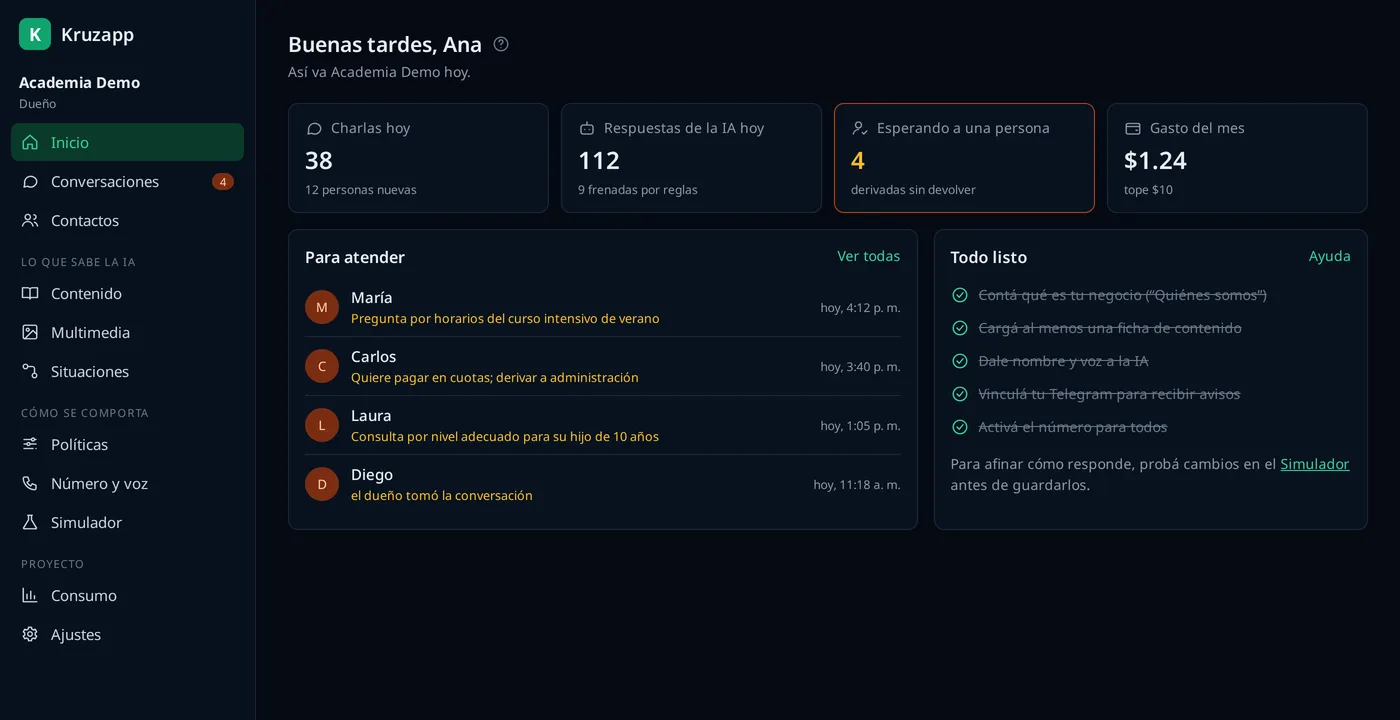 K Kruzapp
Academia Demo
Dueño
Inicio
Conversaciones 4
Contactos
LO QUE SABE LA IA
Contenido
Multimedia
Situaciones
CÓMO SE COMPORTA
Políticas
Número y voz
Simulador
PROYECTO
Consumo
Ajustes
Buenas tardes, Ana ?
Así va Academia Demo hoy.
Charlas hoy
38
12 personas nuevas
Respuestas de la IA hoy
112
9 frenadas por reglas
Esperando a una persona
4
derivadas sin devolver
Gasto del mes
$1.24
tope $10
Para atender Ver todas
M María
Pregunta por horarios del curso intensivo de verano
hoy, 4:12 p. m.
C Carlos
Quiere pagar en cuotas; derivar a administración
hoy, 3:40 p. m.
L Laura
Consulta por nivel adecuado para su hijo de 10 años
hoy, 1:05 p. m.
D Diego
el dueño tomó la conversación
hoy, 11:18 a. m.
Todo listo Ayuda
Contá qué es tu negocio (“Quiénes somos”)
Cargá al menos una ficha de contenido
Dale nombre y voz a la IA
Vinculá tu Telegram para recibir avisos
Activá el número para todos
Para afinar cómo responde, probá cambios en el Simulador
antes de guardarlos.